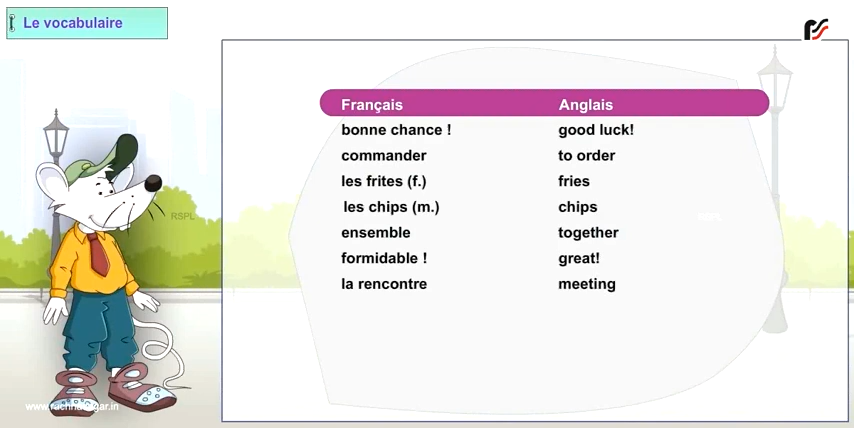 Le vocabulaire
Français Anglais
bonne chance ! good luck!
commander to order
les frites (f.) fries
les chips (m.) chips
ensemble together
formidable ! great!
la rencontre meeting
RSPL
RSPL